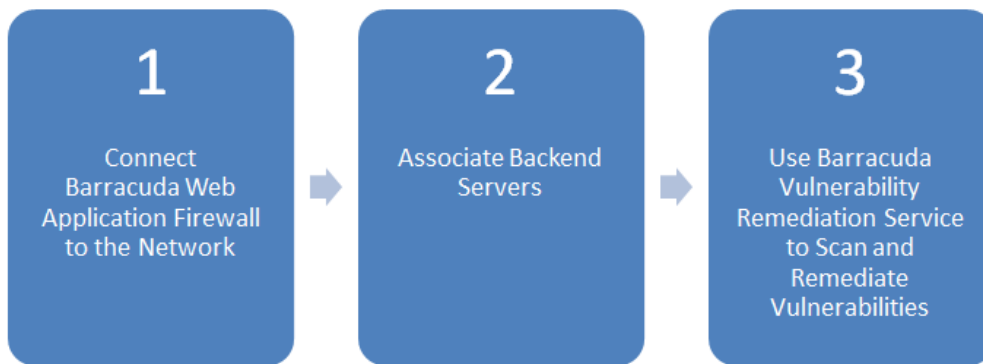 1
Connect
Barracuda Web
Application Firewall
to the Network
2
Associate Backend
Servers
3
Use Barracuda
Vulnerability
Remediation Service
to Scan and
Remediate
Vulnerabilities